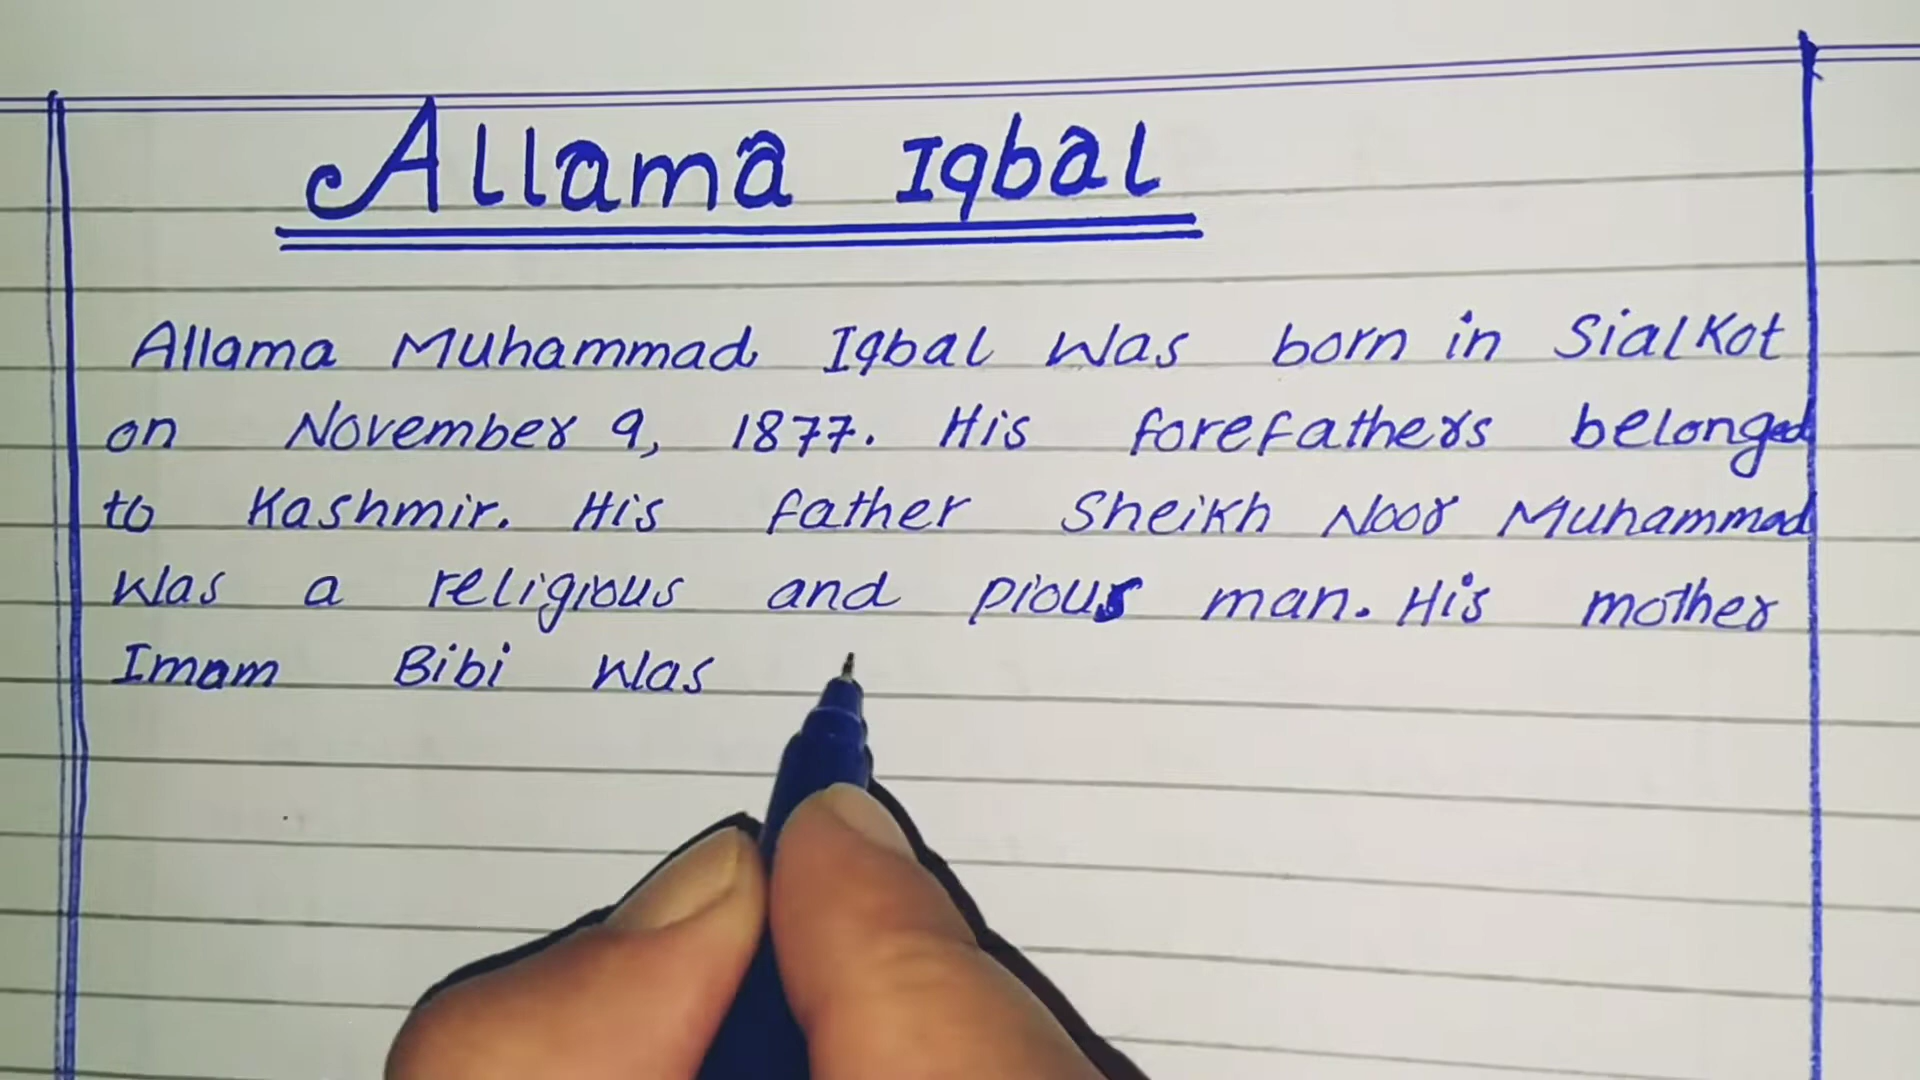 Allama Iqbal
Allama Muhammad Iqbal was born in Sialkot
on November 9, 1877. His forefathers belonged
to Kashmir. His father Sheikh Noor Muhammad
was a religious and pious man. His mother
Imam Bibi was